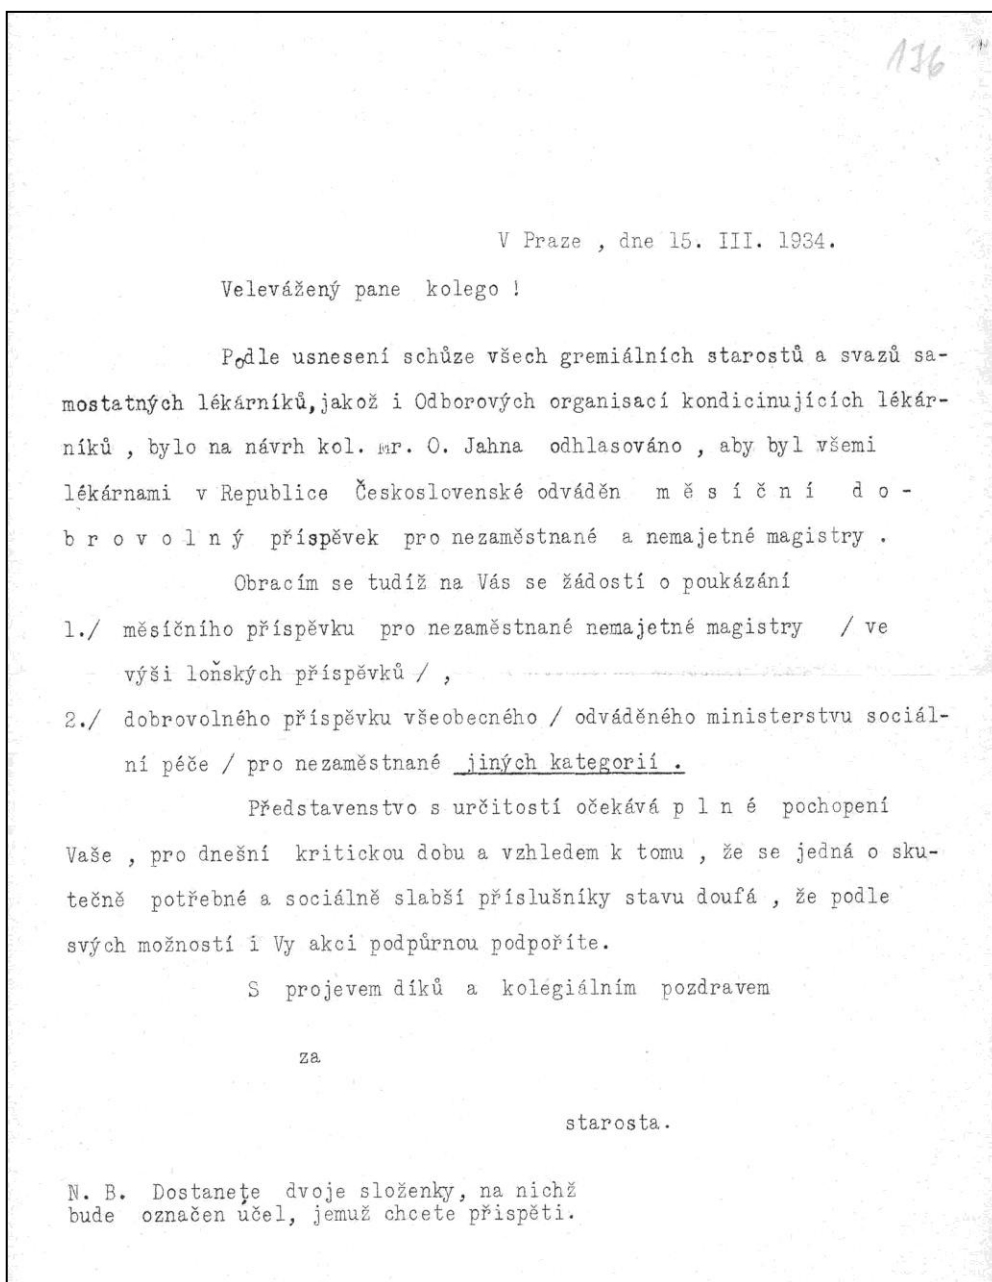 136
V Praze , dne 15. III. 1934.
Velevážený pane kolego !
Podle usnesení schůze všech gremiálních starostů a svazů sa-
mostatných lékárníků, jakož i Odborových organisací kondicinujících lékár-
níků , bylo na návrh kol. mr. O. Jahna odhlasováno , aby byl všemi
lékárnami v Republice Československé odváděn m ě s í č n í d o -
b r o v o l n ý příspěvek pro nezaměstnané a nemajetné magistry .
Obracím se tudíž na Vás se žádostí o poukázání
1./ měsíčního příspěvku pro nezaměstnané nemajetné magistry / ve
výši loňských příspěvků / ,
2./ dobrovolného příspěvku všeobecného / odváděného ministerstvu sociál-
ní péče / pro nezaměstnané jiných kategorií .
Představenstvo s určitostí očekává p l n é pochopení
Vaše , pro dnešní kritickou dobu a vzhledem k tomu , že se jedná o sku-
tečně potřebné a sociálně slabší příslušníky stavu doufá , že podle
svých možností i Vy akci podpůrnou podpoříte.
S projevem díků a kolegiálním pozdravem
za
starosta.
N. B. Dostanete dvoje složenky, na nichž
bude označen účel, jemuž chcete přispěti.